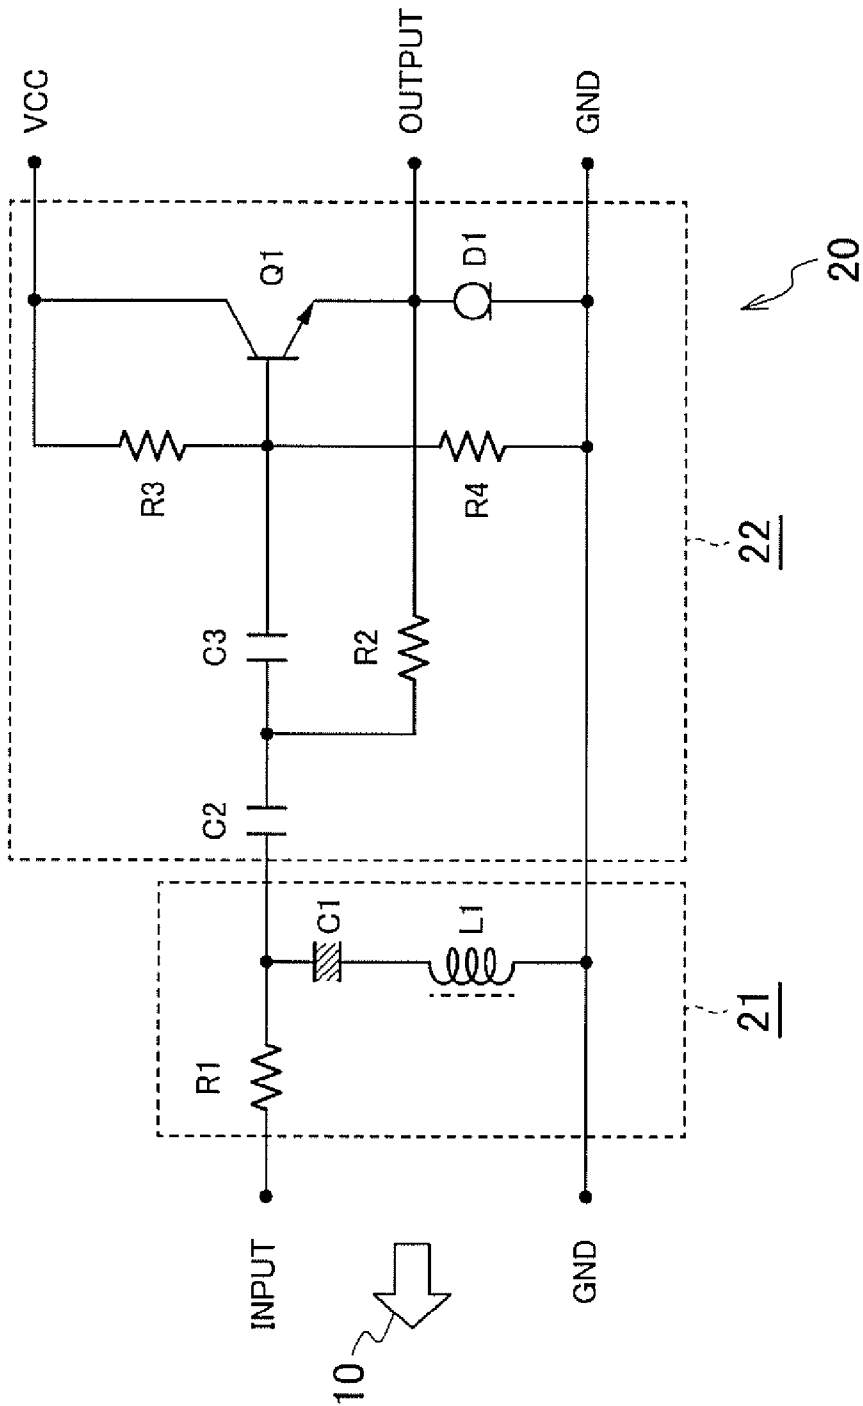 VCC
OUTPUT
GND
Q1
D1
20
R3
R4
22
C3
R2
C2
C1
L1
21
R1
INPUT
GND
10